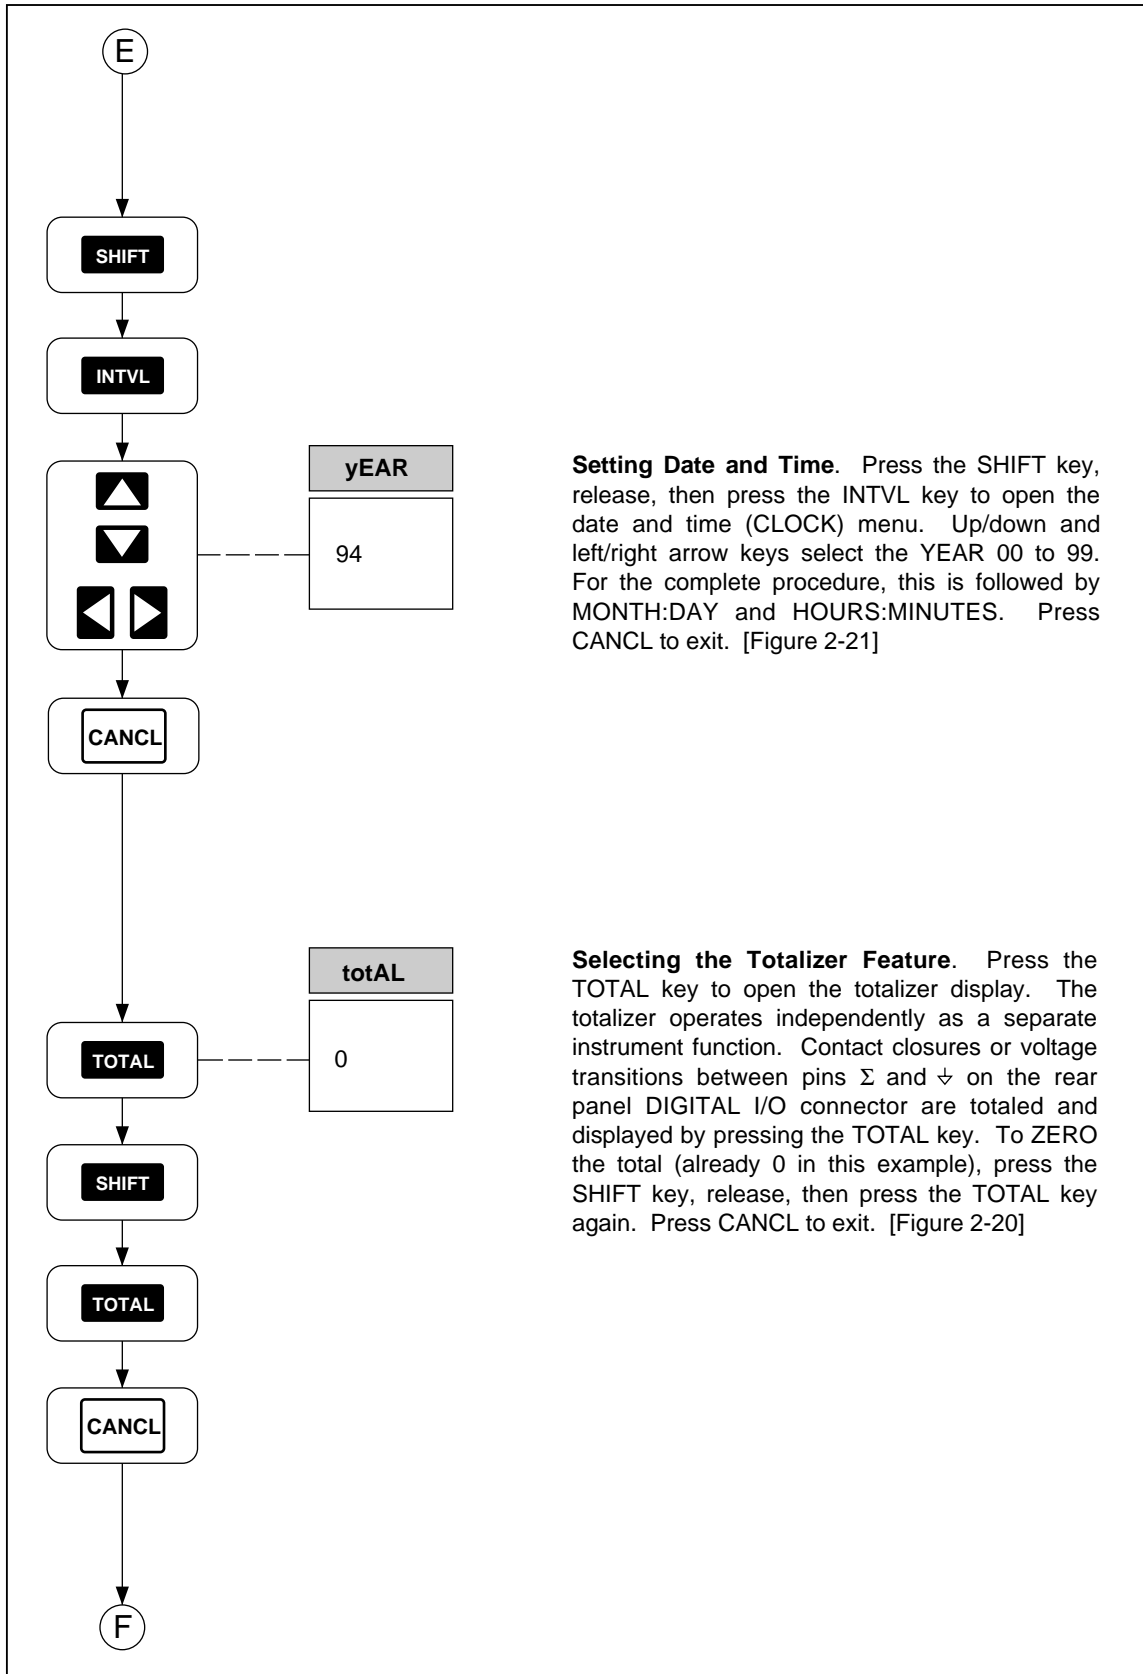 E
SHIFT
INTVL
yEAR
94
Setting Date and Time. Press the SHIFT key,
release, then press the INTVL key to open the
date and time (CLOCK) menu. Up/down and
left/right arrow keys select the YEAR 00 to 99.
For the complete procedure, this is followed by
MONTH:DAY and HOURS:MINUTES. Press
CANCL to exit. [Figure 2-21]
CANCL
totAL
0
Selecting the Totalizer Feature. Press the
TOTAL key to open the totalizer display. The
totalizer operates independently as a separate
instrument function. Contact closures or voltage
transitions between pins Σ and ⏚ on the rear
panel DIGITAL I/O connector are totaled and
displayed by pressing the TOTAL key. To ZERO
the total (already 0 in this example), press the
SHIFT key, release, then press the TOTAL key
again. Press CANCL to exit. [Figure 2-20]
TOTAL
SHIFT
TOTAL
CANCL
F